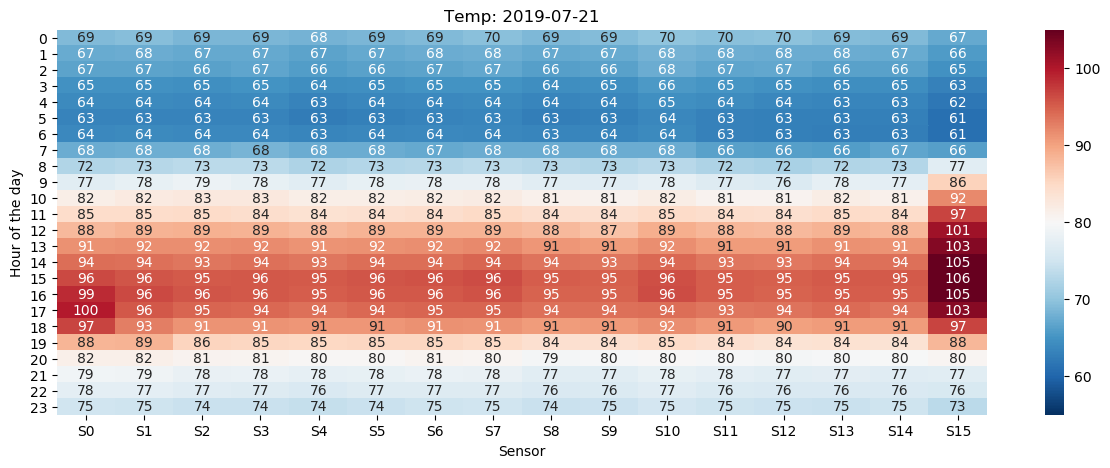 Temp: 2019-07-21
0 69 69 69 69 68 69 69 70 69 69 70 70 70 69 69 67
1 67 68 67 67 67 67 68 68 67 67 68 68 68 68 67 66
2 67 67 66 67 66 66 67 67 66 66 68 67 67 66 66 65
3 65 65 65 65 64 65 65 65 64 65 66 65 65 65 65 63
4 64 64 64 64 63 64 64 64 63 64 65 64 64 63 63 62
5 63 63 63 63 63 63 63 63 63 63 64 63 63 63 63 61
6 64 64 64 64 63 64 64 64 63 64 64 63 63 63 63 61
7 68 68 68 68 68 68 67 68 68 68 68 66 66 66 67 66
8 72 73 73 73 72 73 73 73 73 73 73 72 72 72 73 77
9 77 78 79 78 77 78 78 78 77 77 78 77 76 78 77 86
10 82 82 83 83 82 82 82 82 81 81 82 81 81 82 81 92
11 85 85 85 84 84 84 84 85 84 84 85 84 84 85 84 97
12 88 89 89 89 88 89 89 89 88 87 89 88 88 89 88 101
13 91 92 92 92 91 92 92 92 91 91 92 91 91 91 91 103
14 94 94 93 94 93 94 94 94 94 93 94 93 93 94 94 105
15 96 96 95 96 95 96 96 96 95 95 96 95 95 95 95 106
16 99 96 96 96 95 96 96 96 95 95 96 95 95 95 95 105
17 100 96 95 94 94 94 95 95 94 94 94 93 94 94 94 103
18 97 93 91 91 91 91 91 91 91 91 92 91 90 91 91 97
19 88 89 86 85 85 85 85 85 84 84 85 84 84 84 84 88
20 82 82 81 81 80 80 81 80 79 80 80 80 80 80 80 80
21 79 79 78 78 78 78 78 78 77 77 78 77 77 77 77 77
22 78 77 77 77 76 77 77 77 76 77 77 76 76 76 76 76
23 75 75 74 74 74 74 75 75 74 75 75 75 75 75 75 73
S0 S1 S2 S3 S4 S5 S6 S7 S8 S9 S10 S11 S12 S13 S14 S15
Sensor
Hour of the day
100
90
80
70
60